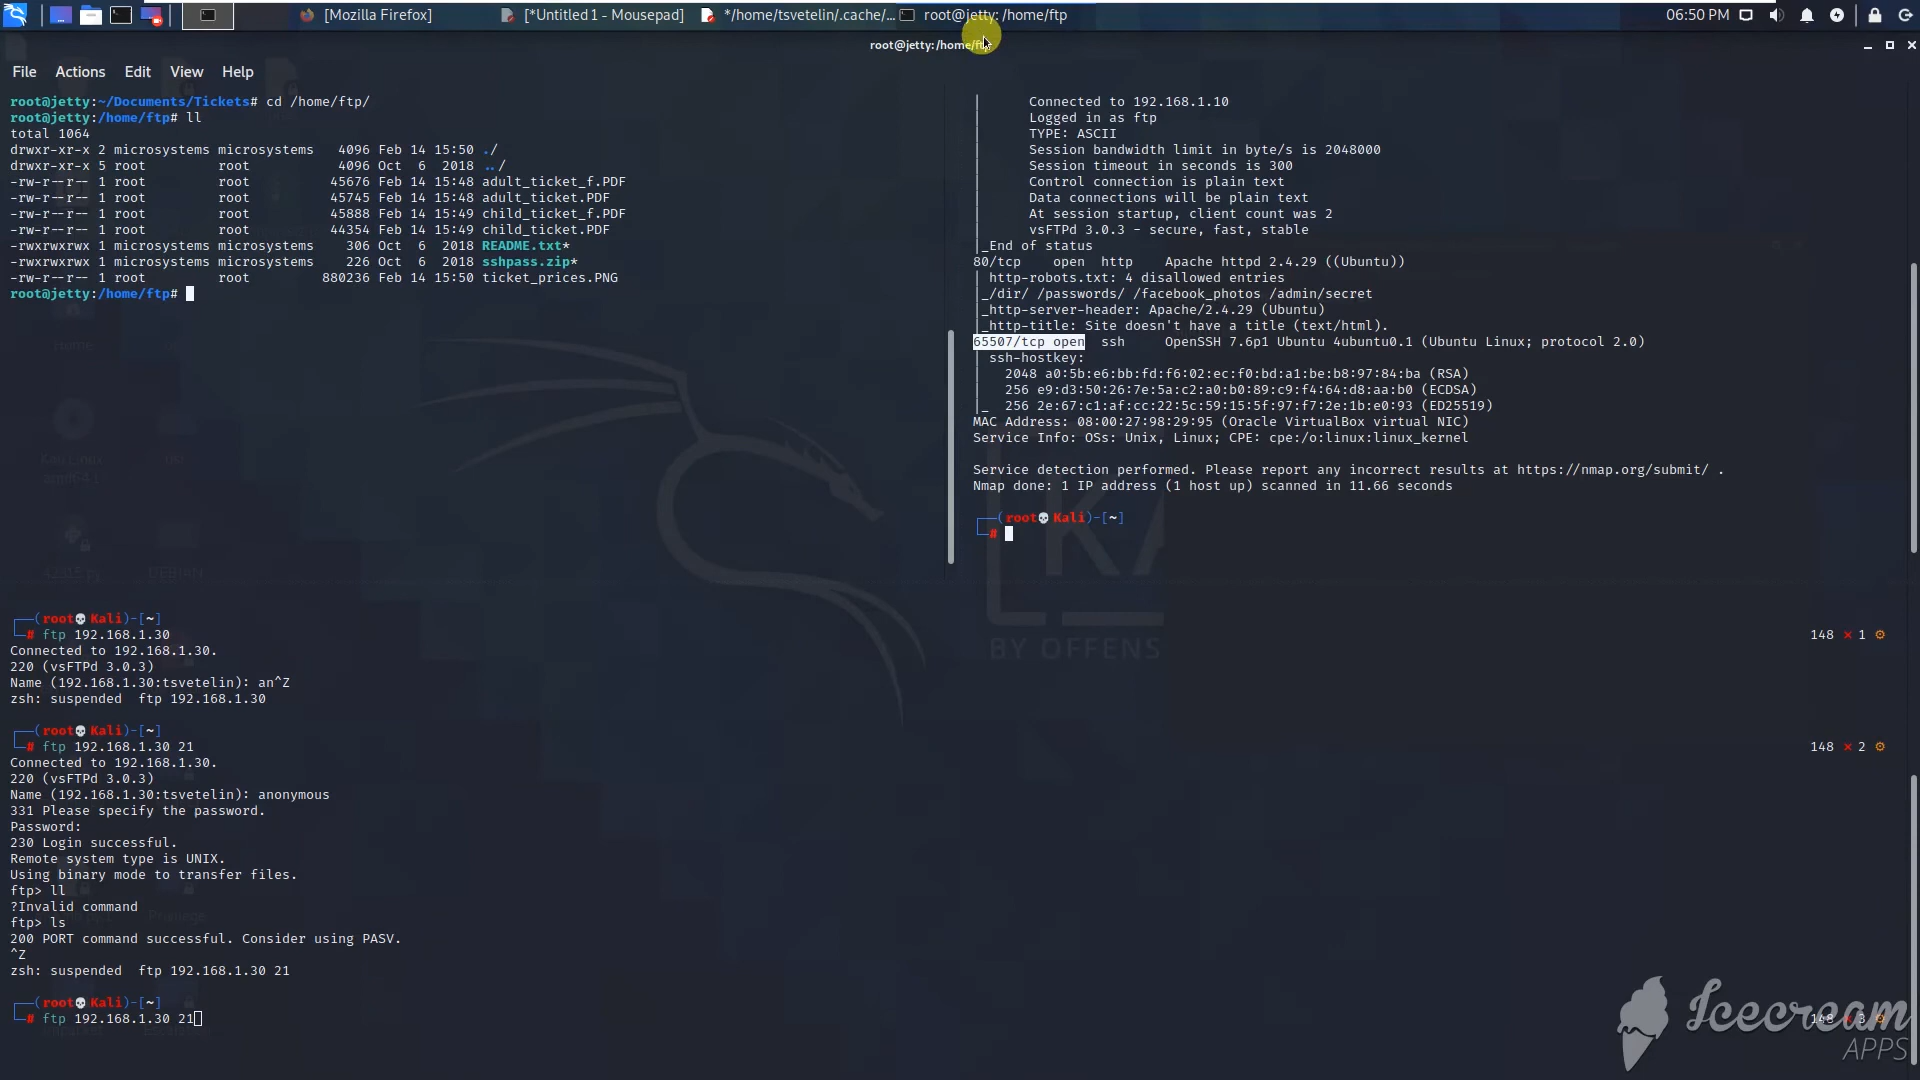 [Mozilla Firefox]
[*Untitled 1 - Mousepad]
*/home/tsvetelin/.cache/...
root@jetty: /home/ftp
06:50 PM
root@jetty:/home/ftp
File Actions Edit View Help
root@jetty:~/Documents/Tickets# cd /home/ftp/
root@jetty:/home/ftp# ll
total 1064
drwxr-xr-x 2 microsystems microsystems   4096 Feb 14 15:50 ./
drwxr-xr-x 5 root         root           4096 Oct  6  2018 ../
-rw-r--r-- 1 root         root          45676 Feb 14 15:48 adult_ticket_f.PDF
-rw-r--r-- 1 root         root          45745 Feb 14 15:48 adult_ticket.PDF
-rw-r--r-- 1 root         root          45888 Feb 14 15:49 child_ticket_f.PDF
-rw-r--r-- 1 root         root          44354 Feb 14 15:49 child_ticket.PDF
-rwxrwxrwx 1 microsystems microsystems    306 Oct  6  2018 README.txt*
-rwxrwxrwx 1 microsystems microsystems    226 Oct  6  2018 sshpass.zip*
-rw-r--r-- 1 root         root         880236 Feb 14 15:50 ticket_prices.PNG
root@jetty:/home/ftp#
|      Connected to 192.168.1.10
|      Logged in as ftp
|      TYPE: ASCII
|      Session bandwidth limit in byte/s is 2048000
|      Session timeout in seconds is 300
|      Control connection is plain text
|      Data connections will be plain text
|      At session startup, client count was 2
|      vsFTPd 3.0.3 - secure, fast, stable
|_End of status
80/tcp    open  http    Apache httpd 2.4.29 ((Ubuntu))
| http-robots.txt: 4 disallowed entries
|_/dir/ /passwords/ /facebook_photos /admin/secret
|_http-server-header: Apache/2.4.29 (Ubuntu)
|_http-title: Site doesn't have a title (text/html).
65507/tcp open  ssh     OpenSSH 7.6p1 Ubuntu 4ubuntu0.1 (Ubuntu Linux; protocol 2.0)
| ssh-hostkey:
|   2048 a0:5b:e6:bb:fd:f6:02:ec:f0:bd:a1:be:b8:97:84:ba (RSA)
|   256 e9:d3:50:26:7e:5a:c2:a0:b0:89:c9:f4:64:d8:aa:b0 (ECDSA)
|_  256 2e:67:c1:af:cc:22:5c:59:15:5f:97:f7:2e:1b:e0:93 (ED25519)
MAC Address: 08:00:27:98:29:95 (Oracle VirtualBox virtual NIC)
Service Info: OSs: Unix, Linux; CPE: cpe:/o:linux:linux_kernel
Service detection performed. Please report any incorrect results at https://nmap.org/submit/ .
Nmap done: 1 IP address (1 host up) scanned in 11.66 seconds
(root💀Kali)-[~]
#
BY OFFENS
(root💀Kali)-[~]
# ftp 192.168.1.30
148 ✗ 1 ⚙
Connected to 192.168.1.30.
220 (vsFTPd 3.0.3)
Name (192.168.1.30:tsvetelin): an^Z
zsh: suspended  ftp 192.168.1.30
(root💀Kali)-[~]
# ftp 192.168.1.30 21
148 ✗ 2 ⚙
Connected to 192.168.1.30.
220 (vsFTPd 3.0.3)
Name (192.168.1.30:tsvetelin): anonymous
331 Please specify the password.
Password:
230 Login successful.
Remote system type is UNIX.
Using binary mode to transfer files.
ftp> ll
?Invalid command
ftp> ls
200 PORT command successful. Consider using PASV.
^Z
zsh: suspended  ftp 192.168.1.30 21
(root💀Kali)-[~]
# ftp 192.168.1.30 21
148 ✗ 3 ⚙
Icecream
APPS